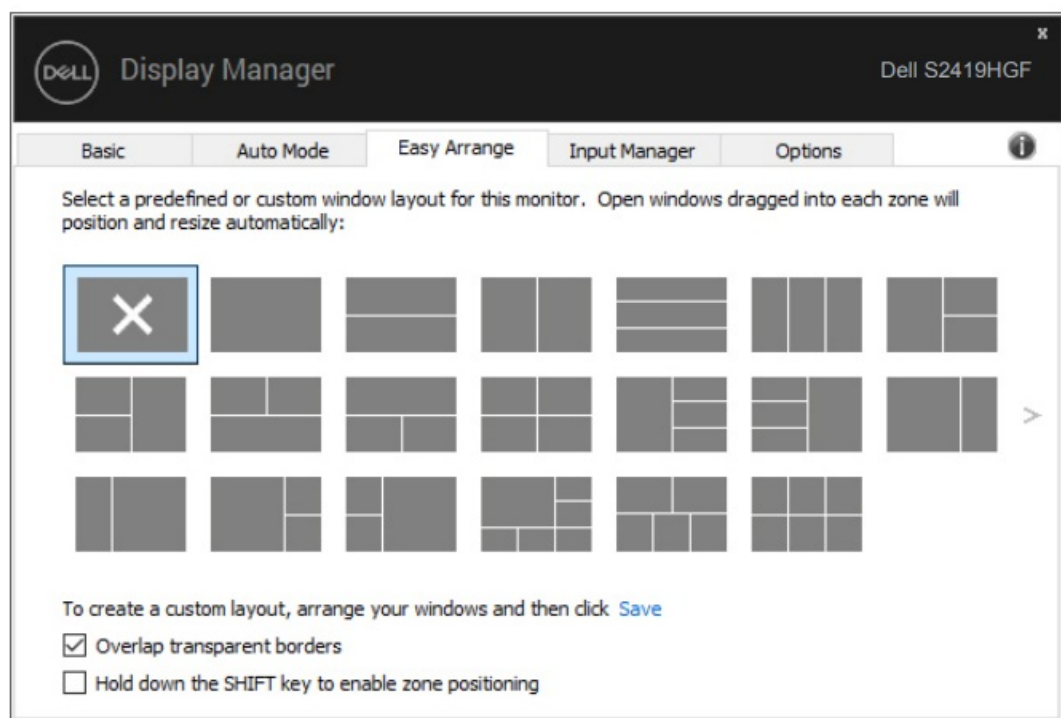 x
DELL Display Manager
Dell S2419HGF
Basic Auto Mode Easy Arrange Input Manager Options
Select a predefined or custom window layout for this monitor. Open windows dragged into each zone will
position and resize automatically:
To create a custom layout, arrange your windows and then click Save
Overlap transparent borders
Hold down the SHIFT key to enable zone positioning